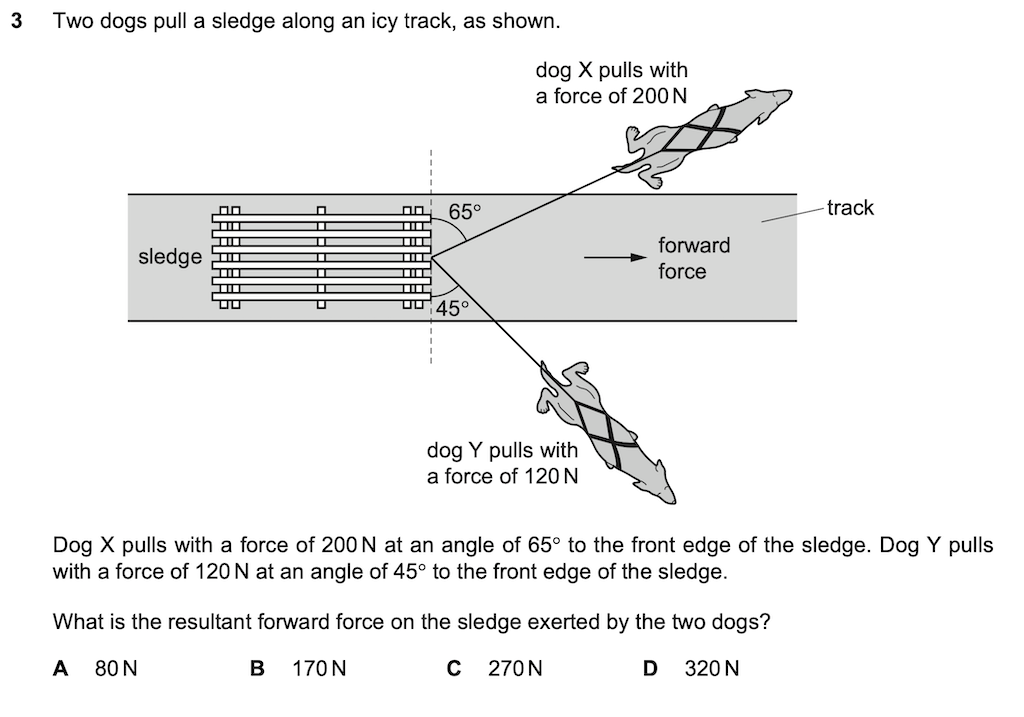 3 Two dogs pull a sledge along an icy track, as shown.
dog X pulls with
a force of 200 N
65°
track
sledge
forward
force
45°
dog Y pulls with
a force of 120 N
Dog X pulls with a force of 200 N at an angle of 65° to the front edge of the sledge. Dog Y pulls
with a force of 120 N at an angle of 45° to the front edge of the sledge.
What is the resultant forward force on the sledge exerted by the two dogs?
A 80 N B 170 N C 270 N D 320 N